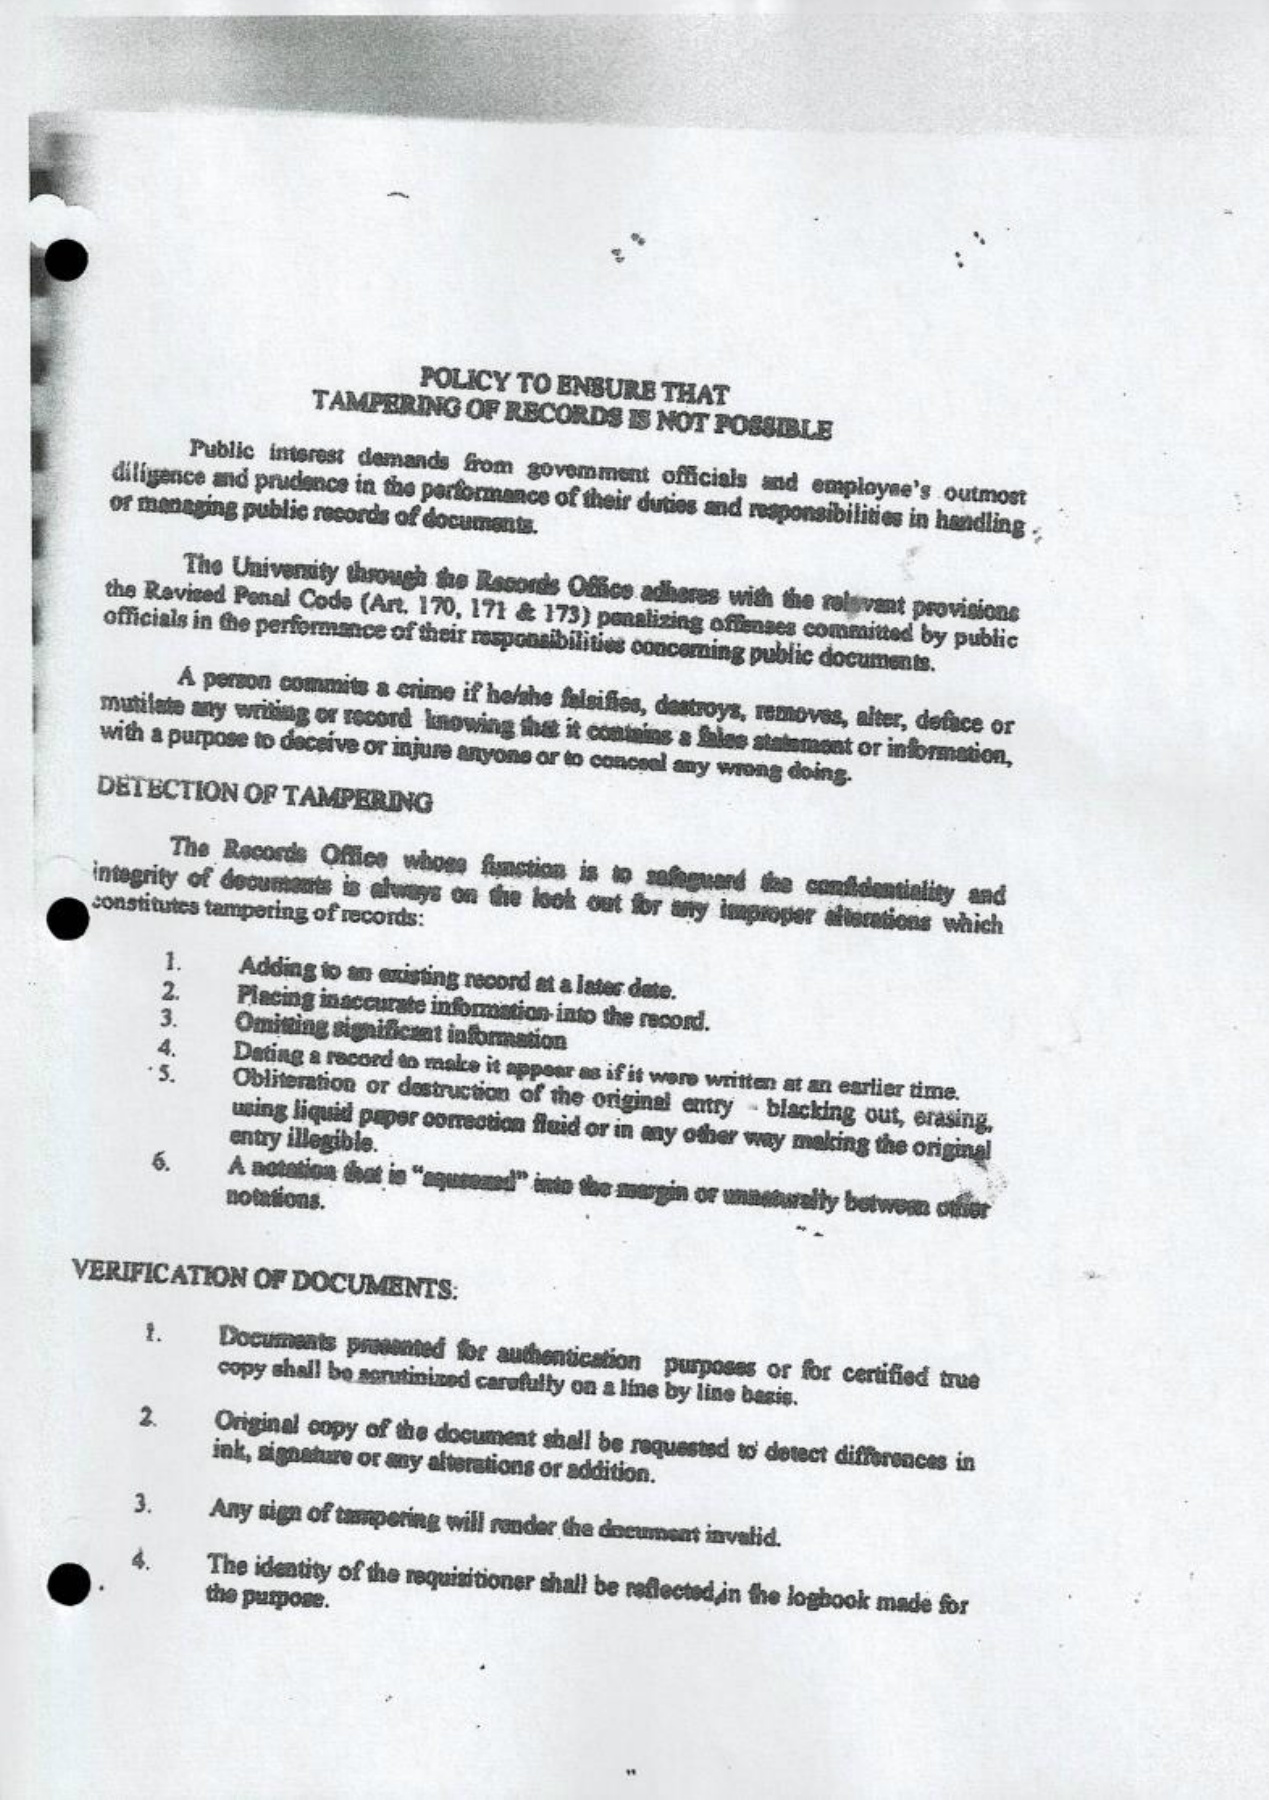 POLICY TO ENSURE THAT
TAMPERING OF RECORDS IS NOT POSSIBLE
Public interest demands from government officials and employee's outmost
diligence and prudence in the performance of their duties and responsibilities in handling
or managing public records of documents.
The University through the Records Office adheres with the relevant provisions
the Revised Penal Code (Art. 170, 171 & 173) penalizing offenses committed by public
officials in the performance of their responsibilities concerning public documents.
A person commits a crime if he/she falsifies, destroys, removes, alter, deface or
mutilate any writing or record knowing that it contains a false statement or information,
with a purpose to deceive or injure anyone or to conceal any wrong doing.
DETECTION OF TAMPERING
The Records Office whose function is to safeguard the confidentiality and
integrity of documents is always on the look out for any improper alterations which
constitutes tampering of records:
1. Adding to an existing record at a later date.
2. Placing inaccurate information into the record.
3. Omitting significant information
4. Dating a record to make it appear as if it were written at an earlier time.
5. Obliteration or destruction of the original entry - blacking out, erasing,
using liquid paper correction fluid or in any other way making the original
entry illegible.
6. A notation that is "squeezed" into the margin or unnaturally between other
notations.
VERIFICATION OF DOCUMENTS:
1. Documents presented for authentication purposes or for certified true
copy shall be scrutinized carefully on a line by line basis.
2. Original copy of the document shall be requested to detect differences in
ink, signature or any alterations or addition.
3. Any sign of tampering will render the document invalid.
4. The identity of the requisitioner shall be reflected in the logbook made for
the purpose.